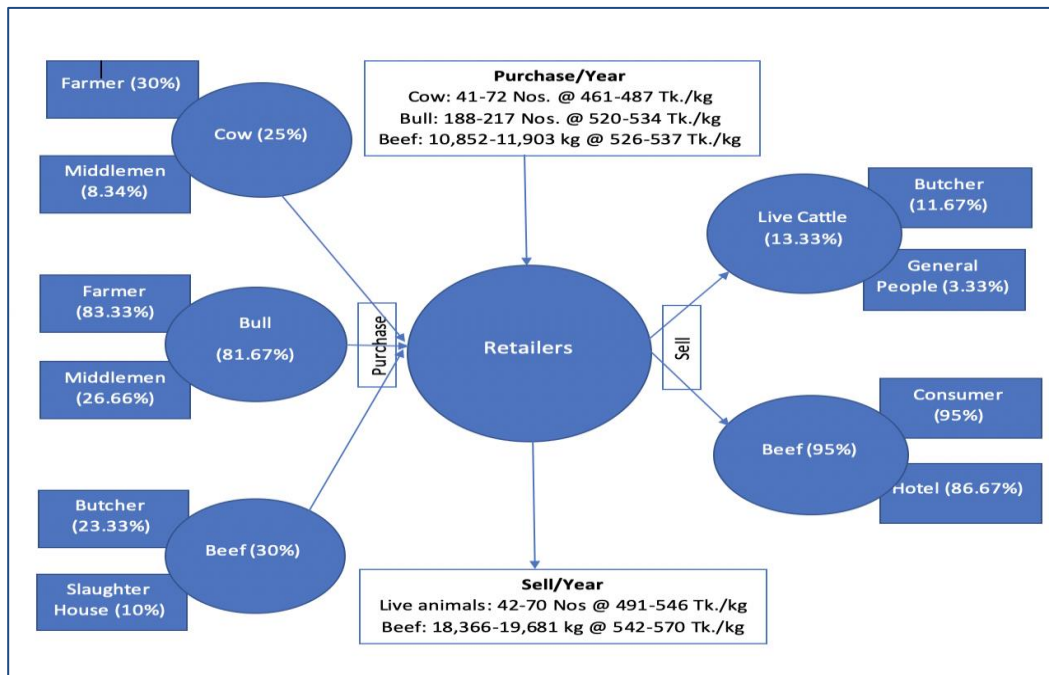 Farmer (30%)
Cow (25%)
Middlemen
(8.34%)
Farmer
(83.33%)
Bull
(81.67%)
Middlemen
(26.66%)
Butcher
(23.33%)
Beef (30%)
Slaughter
House (10%)
Purchase
Purchase/Year
Cow: 41-72 Nos. @ 461-487 Tk./kg
Bull: 188-217 Nos. @ 520-534 Tk./kg
Beef: 10,852-11,903 kg @ 526-537 Tk./kg
Retailers
Sell/Year
Live animals: 42-70 Nos @ 491-546 Tk./kg
Beef: 18,366-19,681 kg @ 542-570 Tk./kg
Sell
Live Cattle
(13.33%)
Butcher
(11.67%)
General
People (3.33%)
Beef (95%)
Consumer
(95%)
Hotel (86.67%)